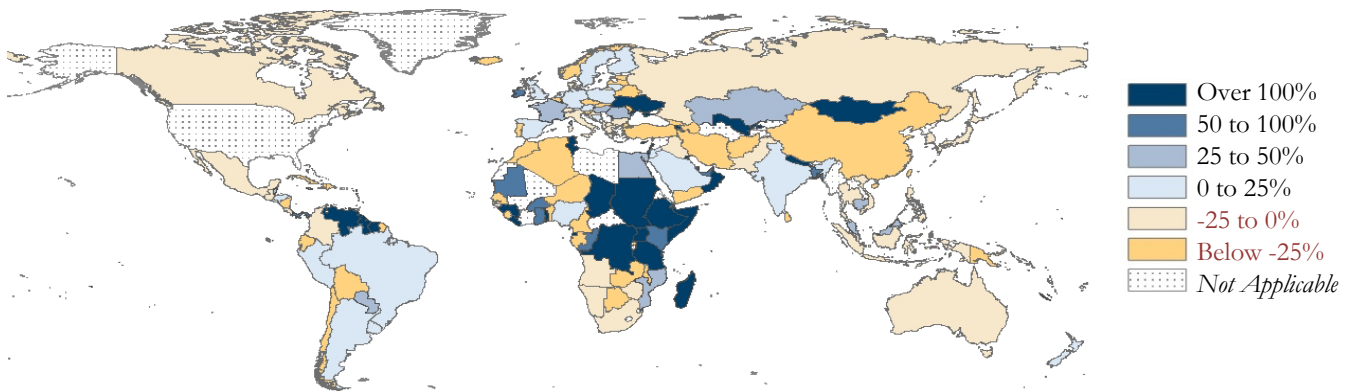 Over 100%
50 to 100%
25 to 50%
0 to 25%
-25 to 0%
Below -25%
Not Applicable